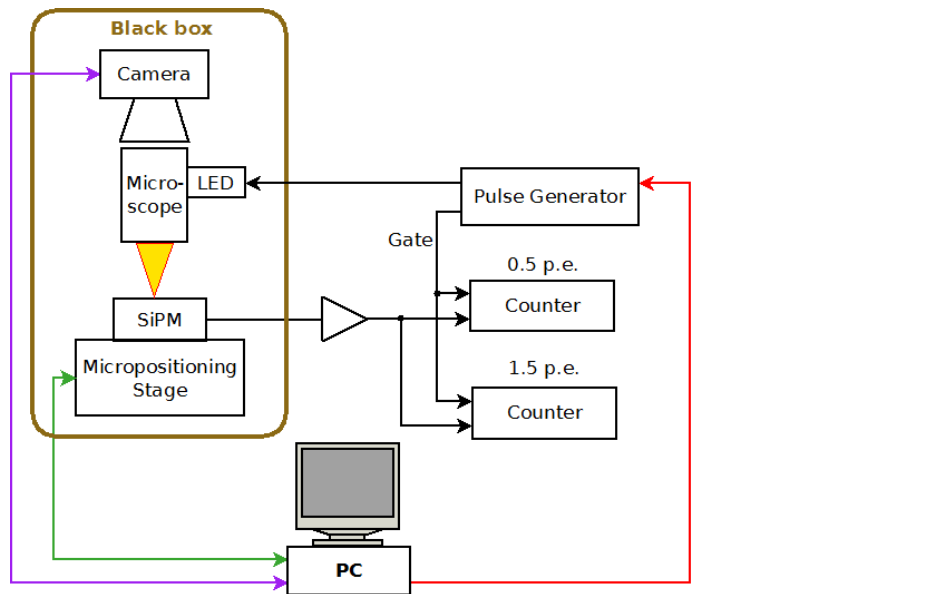 Black box
Camera
Micro-
scope
LED
Pulse Generator
Gate
0.5 p.e.
Counter
SiPM
1.5 p.e.
Micropositioning
Stage
Counter
PC